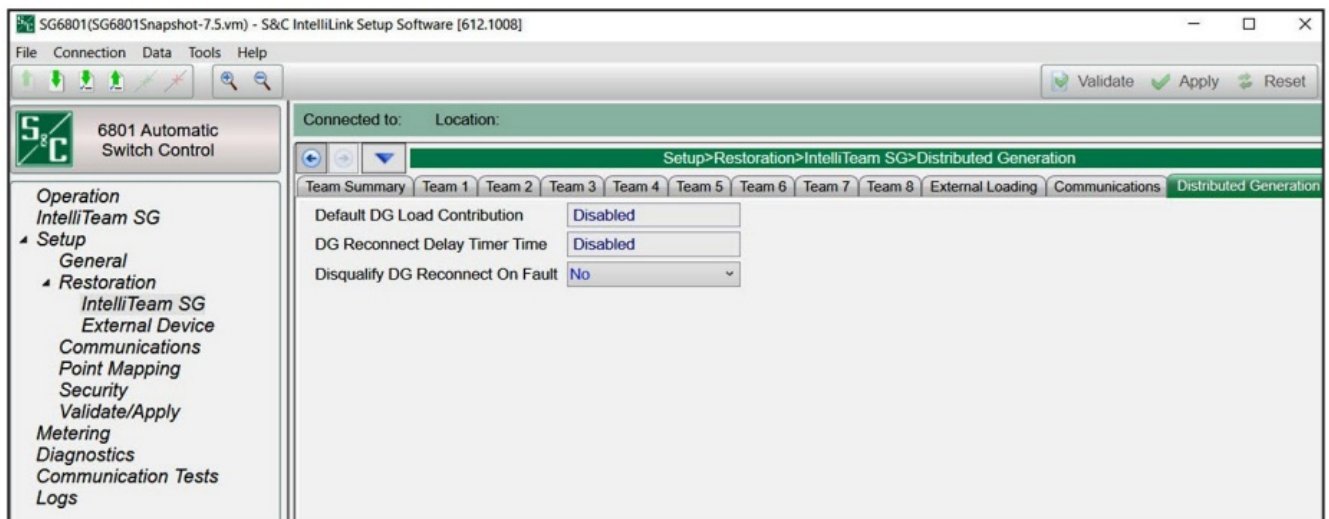 SG6801(SG6801Snapshot-7.5.vm) - S&C IntelliLink Setup Software [612.1008]
File Connection Data Tools Help
Validate Apply Reset
S&C
6801 Automatic
Switch Control
Connected to: Location:
Setup>Restoration>IntelliTeam SG>Distributed Generation
Team Summary Team 1 Team 2 Team 3 Team 4 Team 5 Team 6 Team 7 Team 8 External Loading Communications Distributed Generation
Operation
IntelliTeam SG
Setup
General
Restoration
IntelliTeam SG
External Device
Communications
Point Mapping
Security
Validate/Apply
Metering
Diagnostics
Communication Tests
Logs
Default DG Load Contribution Disabled
DG Reconnect Delay Timer Time Disabled
Disqualify DG Reconnect On Fault No